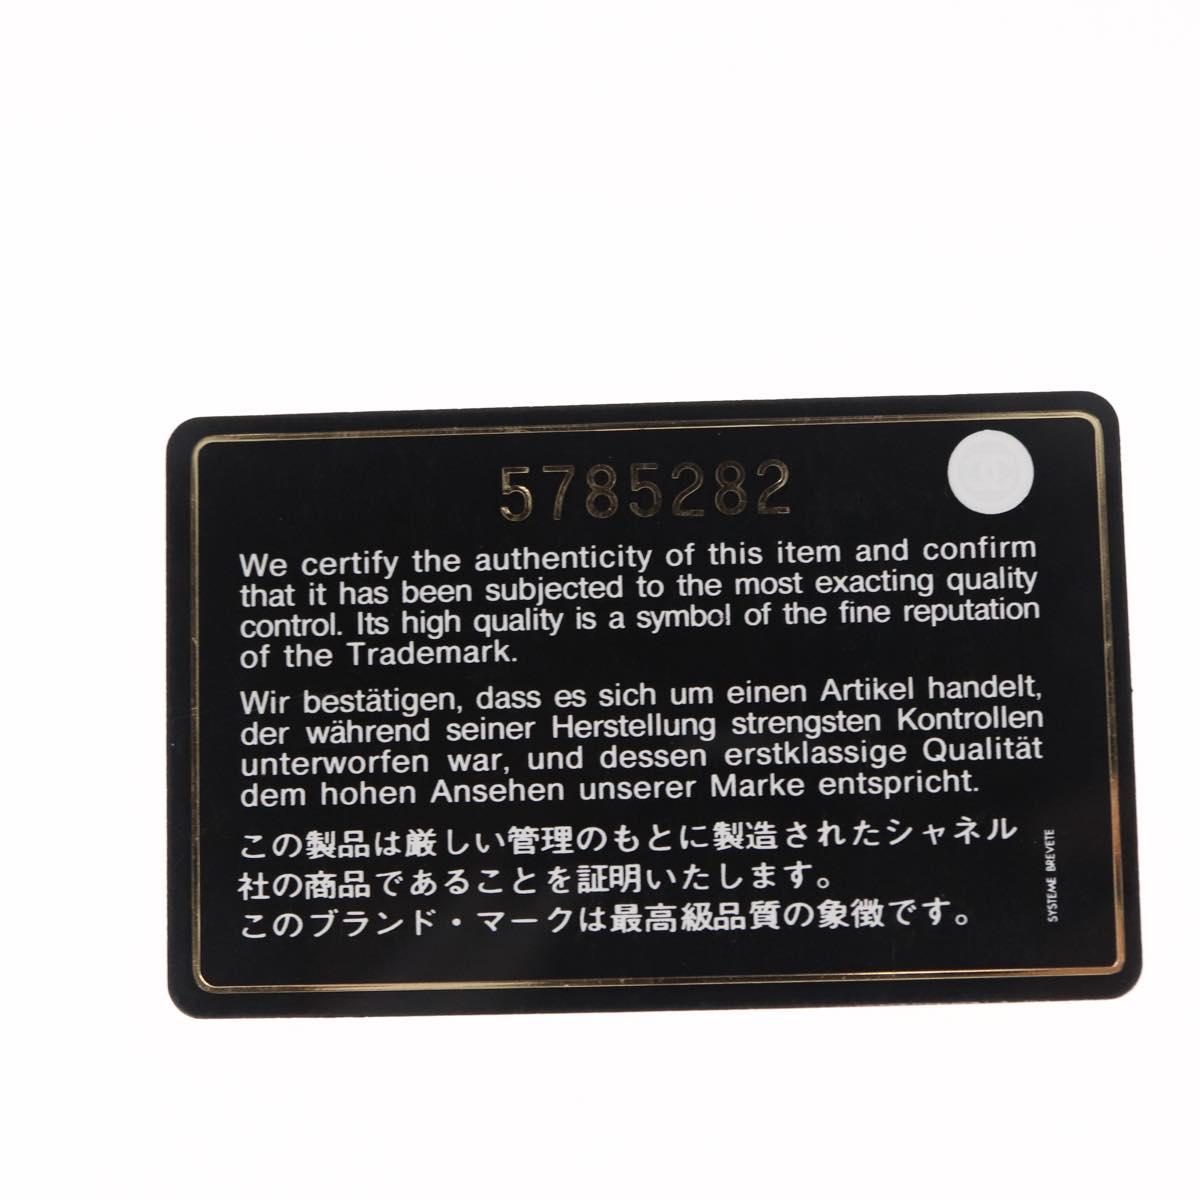 5785282
We certify the authenticity of this item and confirm
that it has been subjected to the most exacting quality
control. Its high quality is a symbol of the fine reputation
of the Trademark.
Wir bestätigen, dass es sich um einen Artikel handelt,
der während seiner Herstellung strengsten Kontrollen
unterworfen war, und dessen erstklassige Qualität
dem hohen Ansehen unserer Marke entspricht.
この製品は厳しい管理のもとに製造されたシャネル
社の商品であることを証明いたします。
このブランド・マークは最高級品質の象徴です。
SYSTEME BREVETE